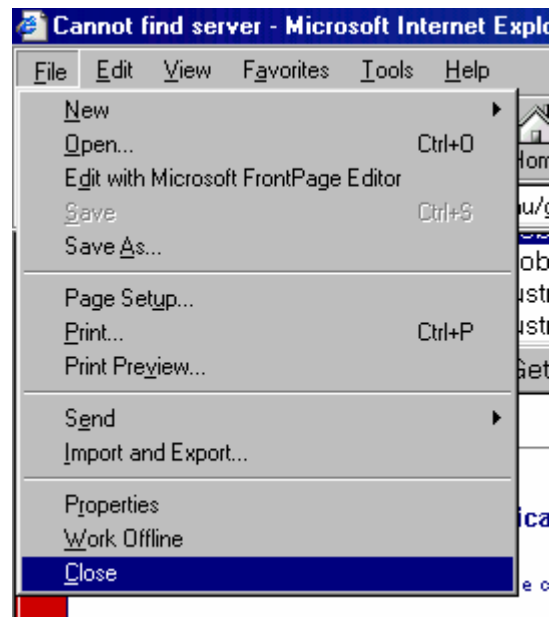 Cannot find server - Microsoft Internet Explo
File Edit View Favorites Tools Help
New
Open... Ctrl+O
Edit with Microsoft FrontPage Editor
Save Ctrl+S
Save As...
Page Setup...
Print... Ctrl+P
Print Preview...
Send
Import and Export...
Properties
Work Offline
Close